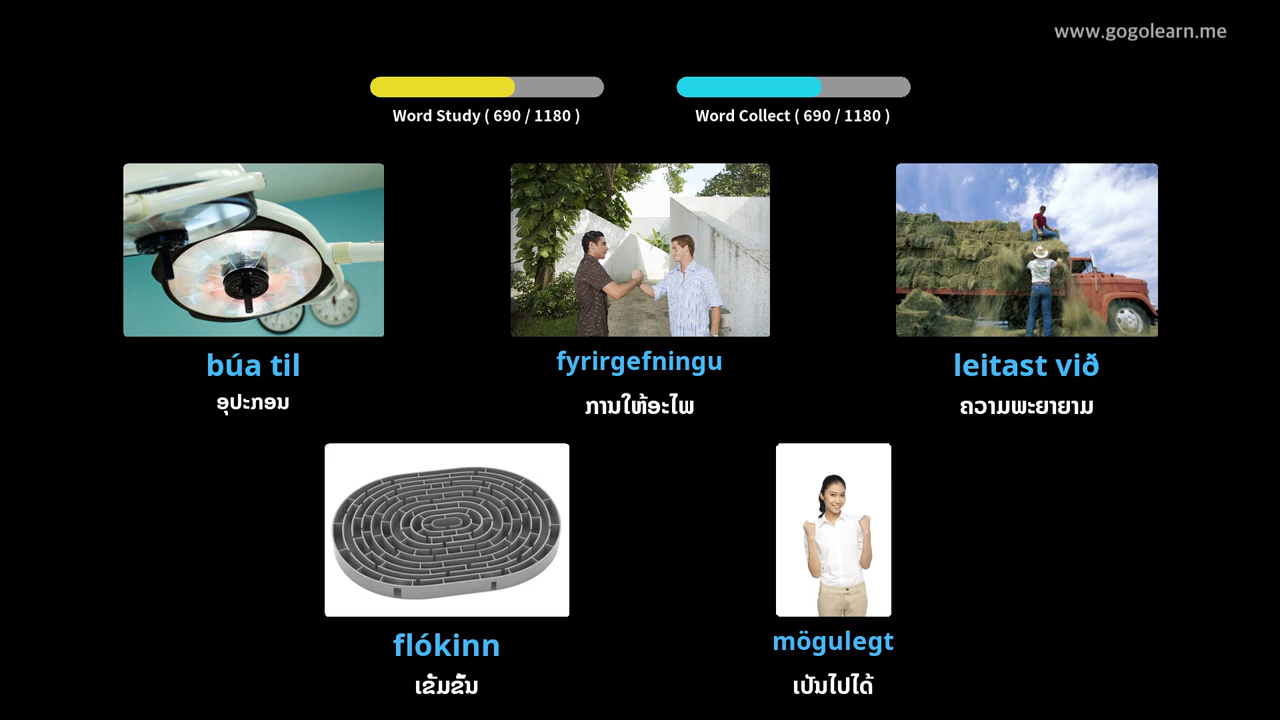 www.gogolearn.me
Word Study ( 690 / 1180 )
Word Collect ( 690 / 1180 )
búa til
ອຸປະກອນ
fyrirgefningu
ການໃຫ້ອະໄພ
leitast við
ຄວາມພະຍາຍາມ
flókinn
ເຂັ້ມຂົ້ນ
mögulegt
ເປັນໄປໄດ້